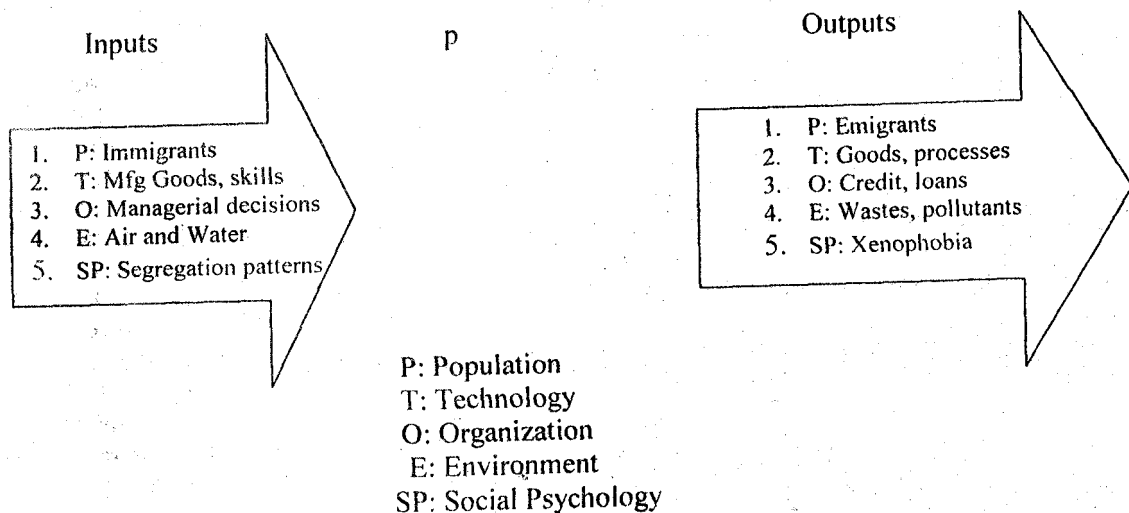 Inputs
p
Outputs
1. P: Immigrants
2. T: Mfg Goods, skills
3. O: Managerial decisions
4. E: Air and Water
5. SP: Segregation patterns
1. P: Emigrants
2. T: Goods, processes
3. O: Credit, loans
4. E: Wastes, pollutants
5. SP: Xenophobia
P: Population
T: Technology
O: Organization
E: Environment
SP: Social Psychology